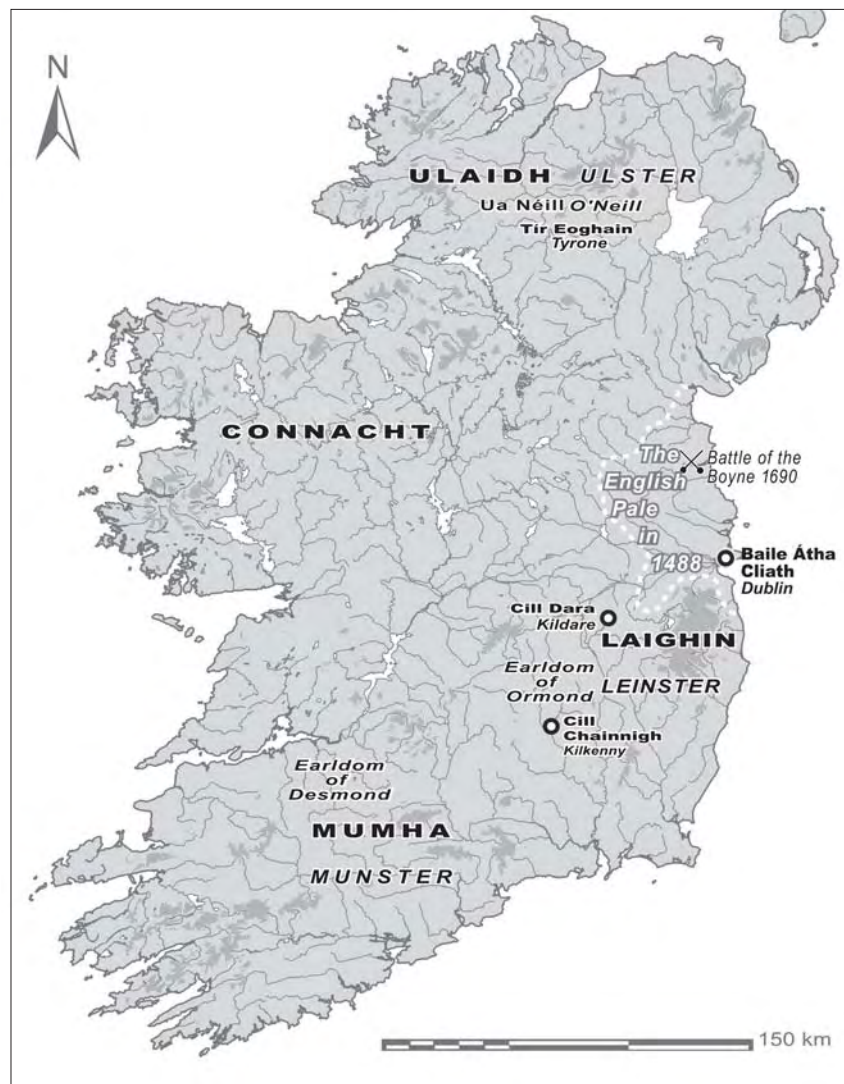 N
ULAIDH ULSTER
Ua Néill O'Neill
Tír Eoghain
Tyrone
CONNACHT
The
English
Pale
in
1488
Battle of the
Boyne 1690
Baile Átha
Cliath
Dublin
Cill Dara
Kildare
LAIGHIN
Earldom
of
Ormond
LEINSTER
Cill
Chainnigh
Kilkenny
Earldom
of
Desmond
MUMHA
MUNSTER
150 km